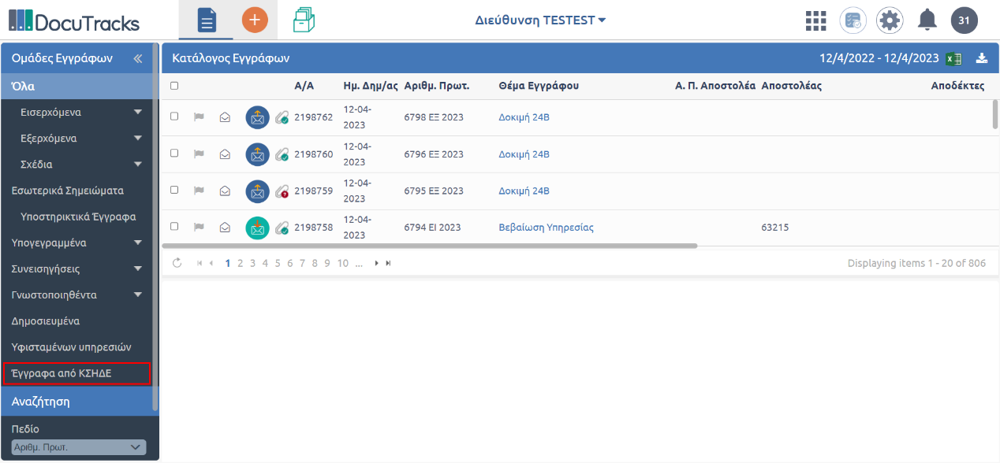 DocuTracks
Διεύθυνση TESTEST
31
Ομάδες Εγγράφων
Όλα
Εισερχόμενα
Εξερχόμενα
Σχέδια
Εσωτερικά Σημειώματα
Υποστηρικτικά Έγγραφα
Υπογεγραμμένα
Συνεισηγήσεις
Γνωστοποιηθέντα
Δημοσιευμένα
Υφισταμένων υπηρεσιών
Έγγραφα από ΚΣΗΔΕ
Αναζήτηση
Πεδίο
Αριθμ. Πρωτ.
Κατάλογος Εγγράφων 12/4/2022 - 12/4/2023
Α/Α Ημ. Δημ/ας Αριθμ. Πρωτ. Θέμα Εγγράφου Α. Π. Αποστολέα Αποστολέας Αποδέκτες
2198762 12-04-2023 6798 ΕΞ 2023 Δοκιμή 24Β
2198760 12-04-2023 6796 ΕΞ 2023 Δοκιμή 24Β
2198759 12-04-2023 6795 ΕΞ 2023 Δοκιμή 24Β
2198758 12-04-2023 6794 ΕΙ 2023 Βεβαίωση Υπηρεσίας 63215
1 2 3 4 5 6 7 8 9 10 ... Displaying items 1 - 20 of 806